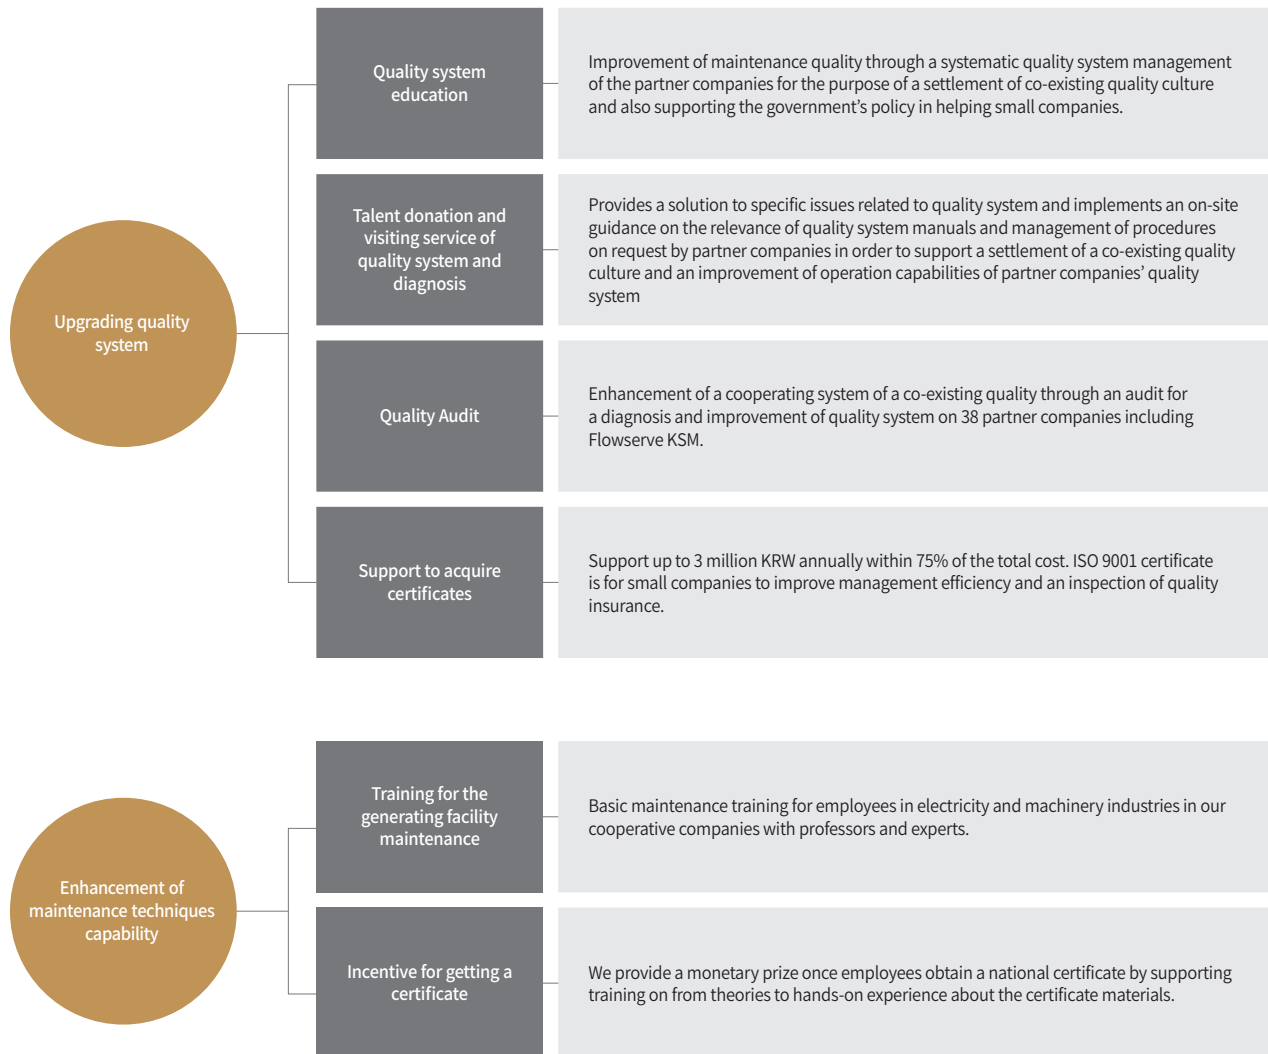 Upgrading quality
system
Quality system
education
Improvement of maintenance quality through a systematic quality system management
of the partner companies for the purpose of a settlement of co-existing quality culture
and also supporting the government’s policy in helping small companies.
Talent donation and
visiting service of
quality system and
diagnosis
Provides a solution to specific issues related to quality system and implements an on-site
guidance on the relevance of quality system manuals and management of procedures
on request by partner companies in order to support a settlement of a co-existing quality
culture and an improvement of operation capabilities of partner companies’ quality
system
Quality Audit
Enhancement of a cooperating system of a co-existing quality through an audit for
a diagnosis and improvement of quality system on 38 partner companies including
Flowserve KSM.
Support to acquire
certificates
Support up to 3 million KRW annually within 75% of the total cost. ISO 9001 certificate
is for small companies to improve management efficiency and an inspection of quality
insurance.
Enhancement of
maintenance techniques
capability
Training for the
generating facility
maintenance
Basic maintenance training for employees in electricity and machinery industries in our
cooperative companies with professors and experts.
Incentive for getting a
certificate
We provide a monetary prize once employees obtain a national certificate by supporting
training on from theories to hands-on experience about the certificate materials.